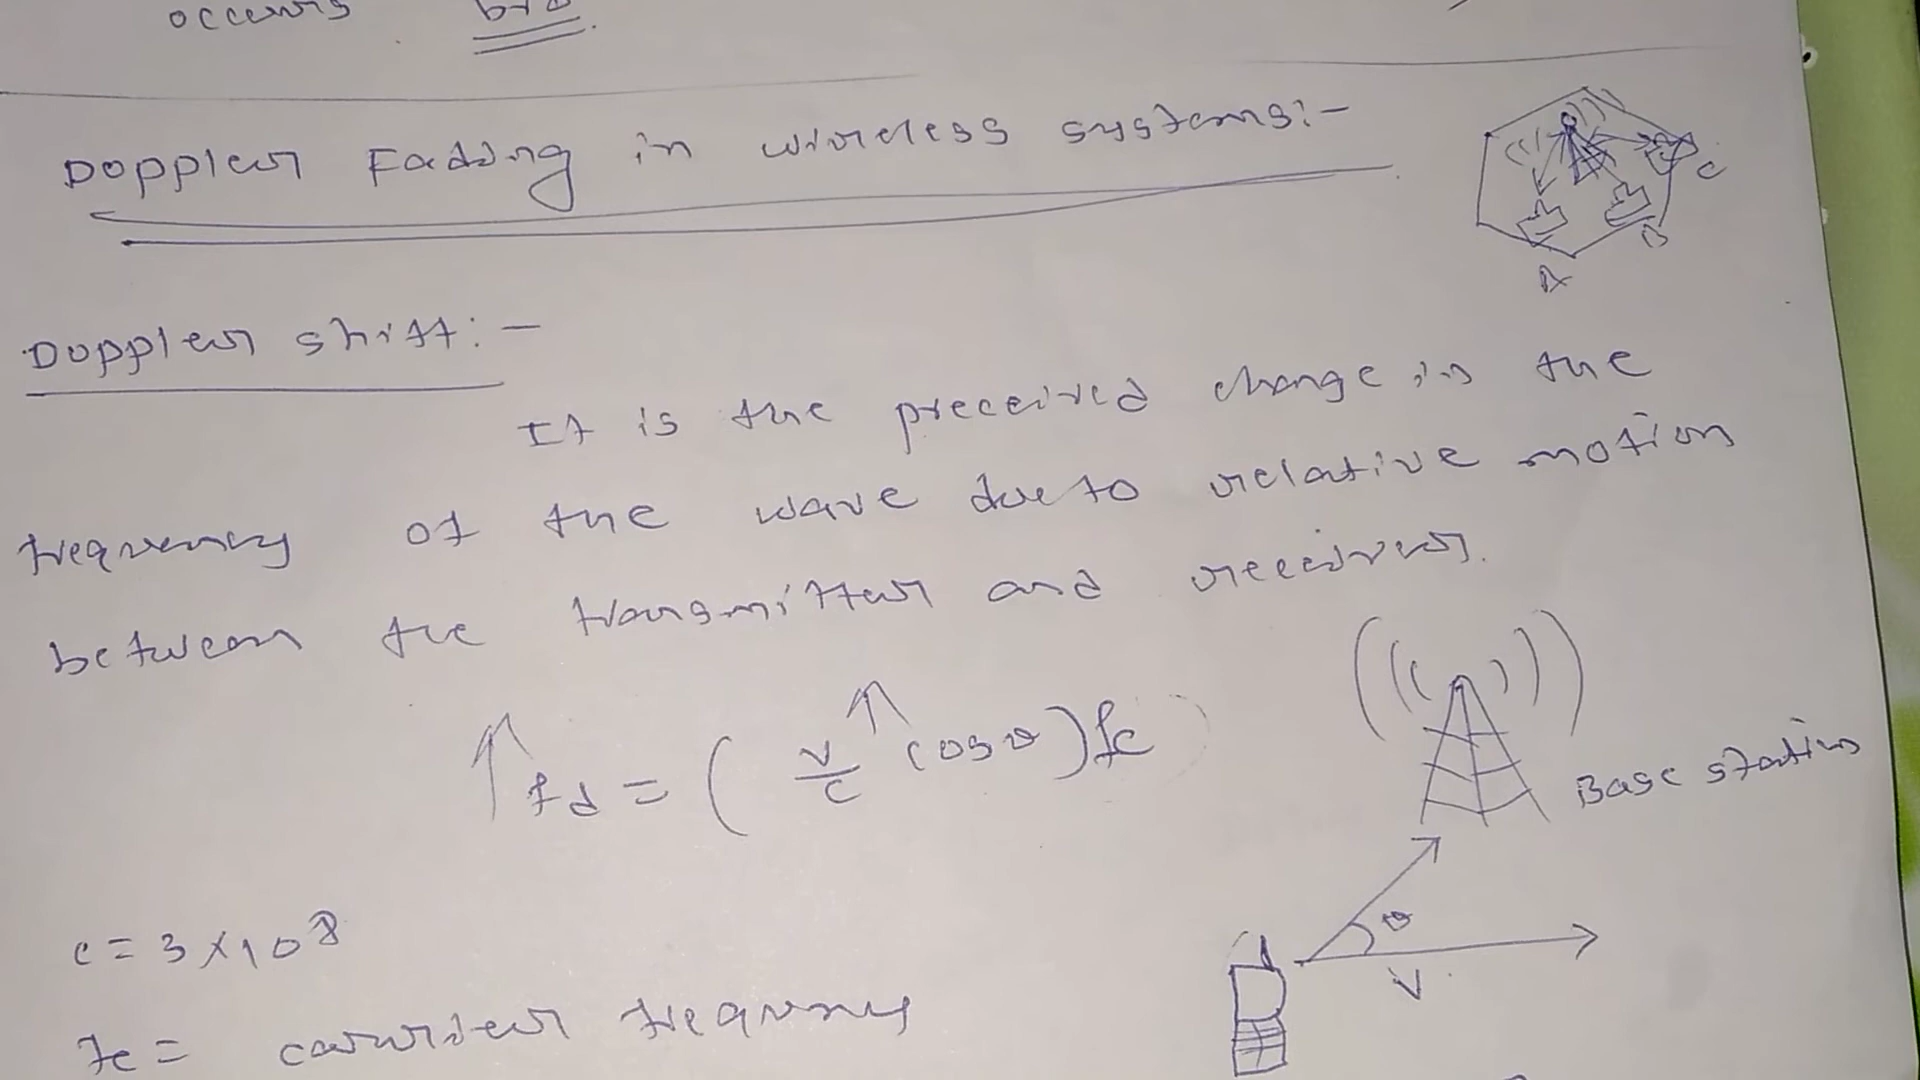 occurs
Doppler Fading in wireless systems:-
C
B
A
Doppler shift:-
It is the preceived change in the
frequency of the wave due to relative motion
between the transmitter and receiver.
fd = ( v/c cos θ ) fc
Base station
c = 3 × 10^8
θ
V
fc = carrier frequency